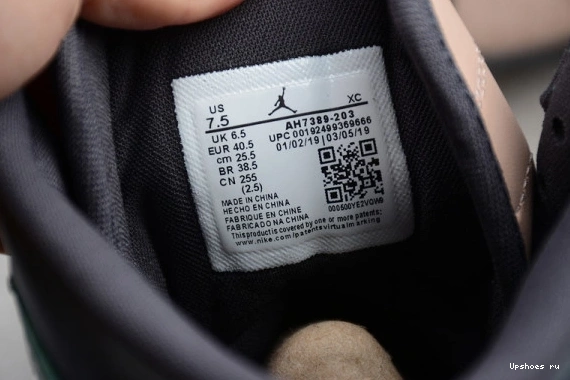 US XC
7.5 AH7389-203
UK 6.5 UPC 00192499369666
EUR 40.5 01/02/19 | 03/05/19
cm 25.5
BR 38.5
CN 255
(2.5)
MADE IN CHINA
HECHO EN CHINA
FABRIQUE EN CHINE
FABRICADO NA CHINA
000500YE2VGW9
This product is covered by one or more patents;
www.nike.com/patentsvirtualmarking
Upshoes ru